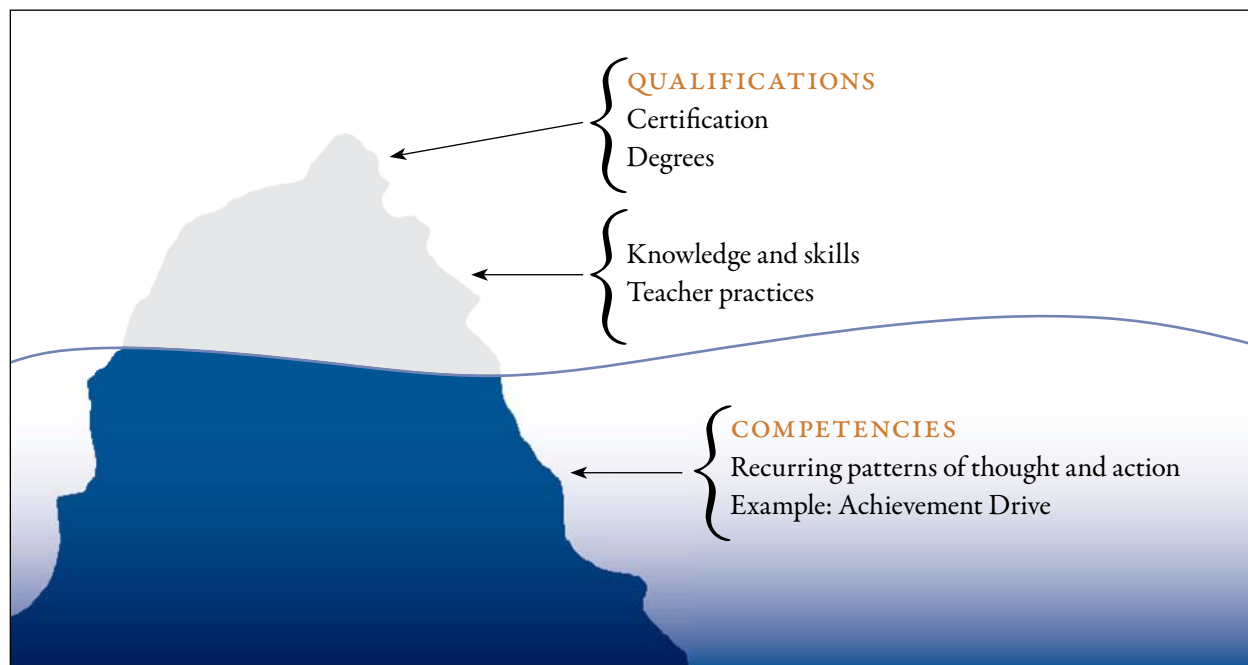 QUALIFICATIONS
Certification
Degrees
Knowledge and skills
Teacher practices
COMPETENCIES
Recurring patterns of thought and action
Example: Achievement Drive